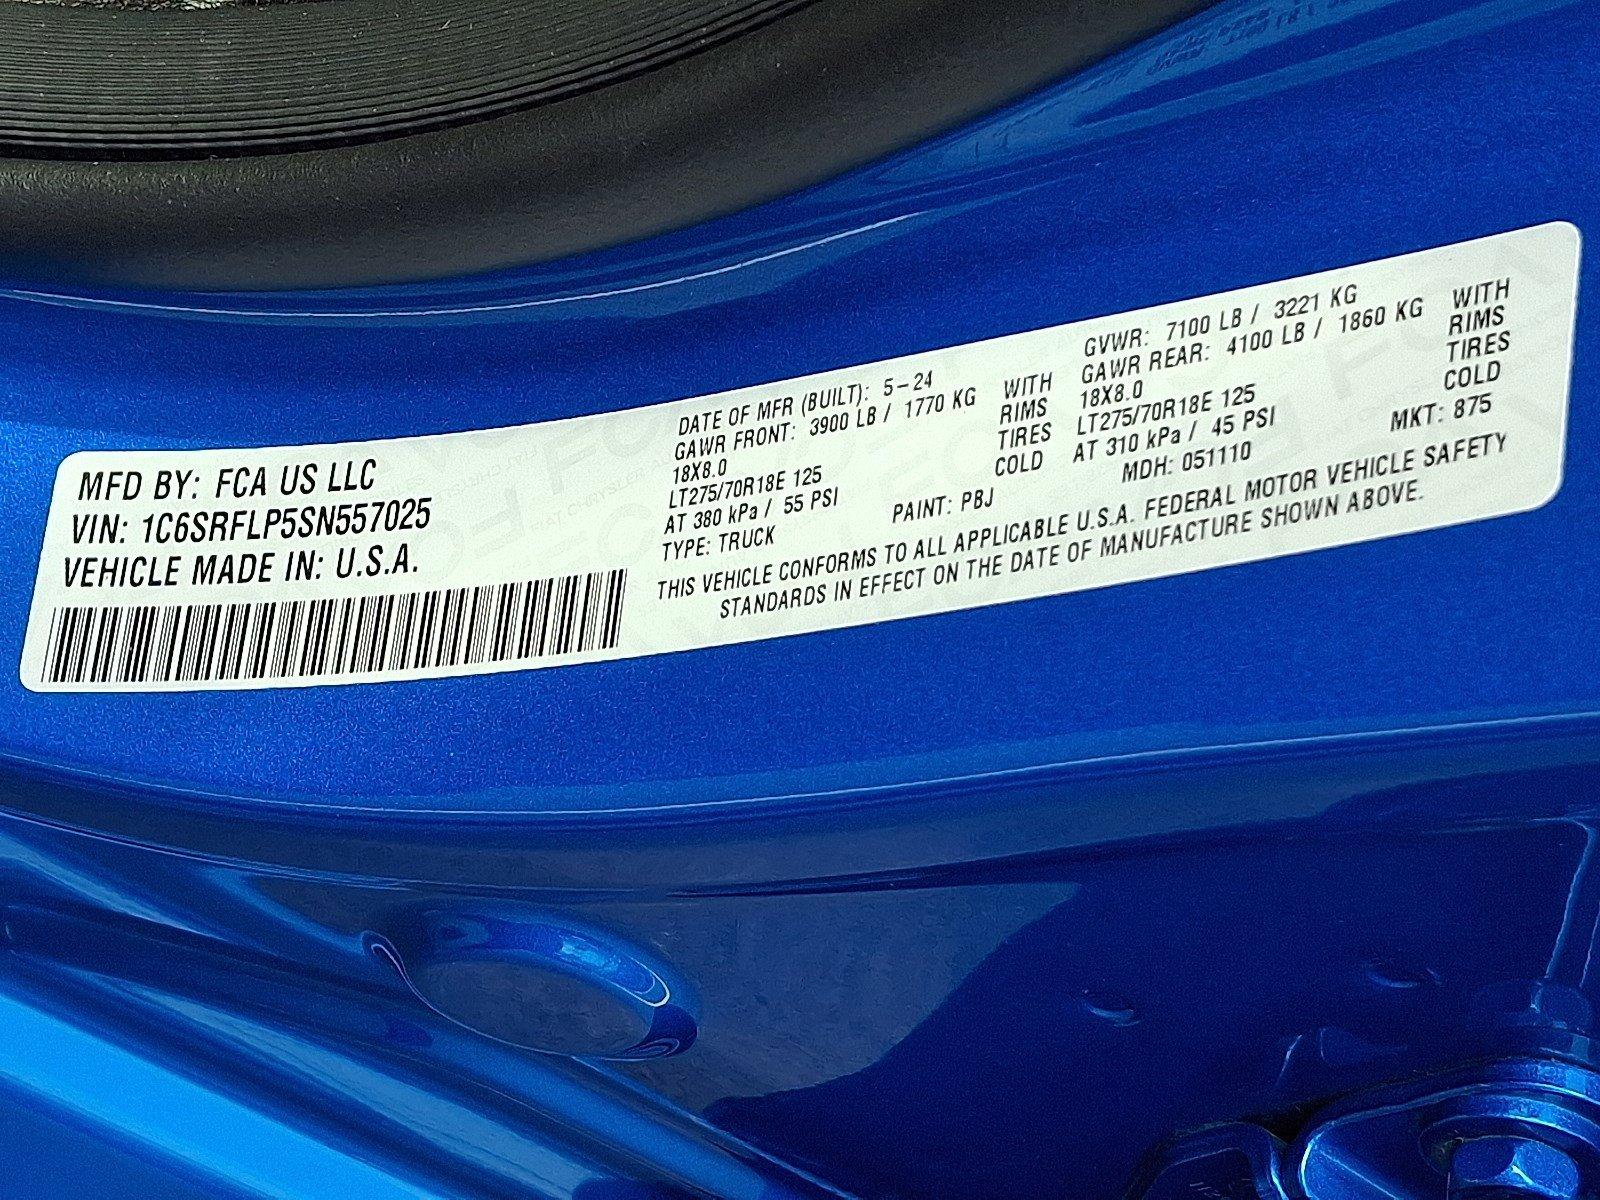 MFD BY: FCA US LLC
VIN: 1C6SRFLP5SN557025
VEHICLE MADE IN: U.S.A.
DATE OF MFR (BUILT): 5-24
GAWR FRONT: 3900 LB / 1770 KG WITH
18X8.0 RIMS
LT275/70R18E 125 TIRES
AT 380 kPa / 55 PSI COLD
TYPE: TRUCK PAINT: PBJ
GVWR: 7100 LB / 3221 KG
GAWR REAR: 4100 LB / 1860 KG WITH
18X8.0 RIMS
LT275/70R18E 125 TIRES
AT 310 kPa / 45 PSI COLD
MDH: 051110 MKT: 875
THIS VEHICLE CONFORMS TO ALL APPLICABLE U.S.A. FEDERAL MOTOR VEHICLE SAFETY
STANDARDS IN EFFECT ON THE DATE OF MANUFACTURE SHOWN ABOVE.